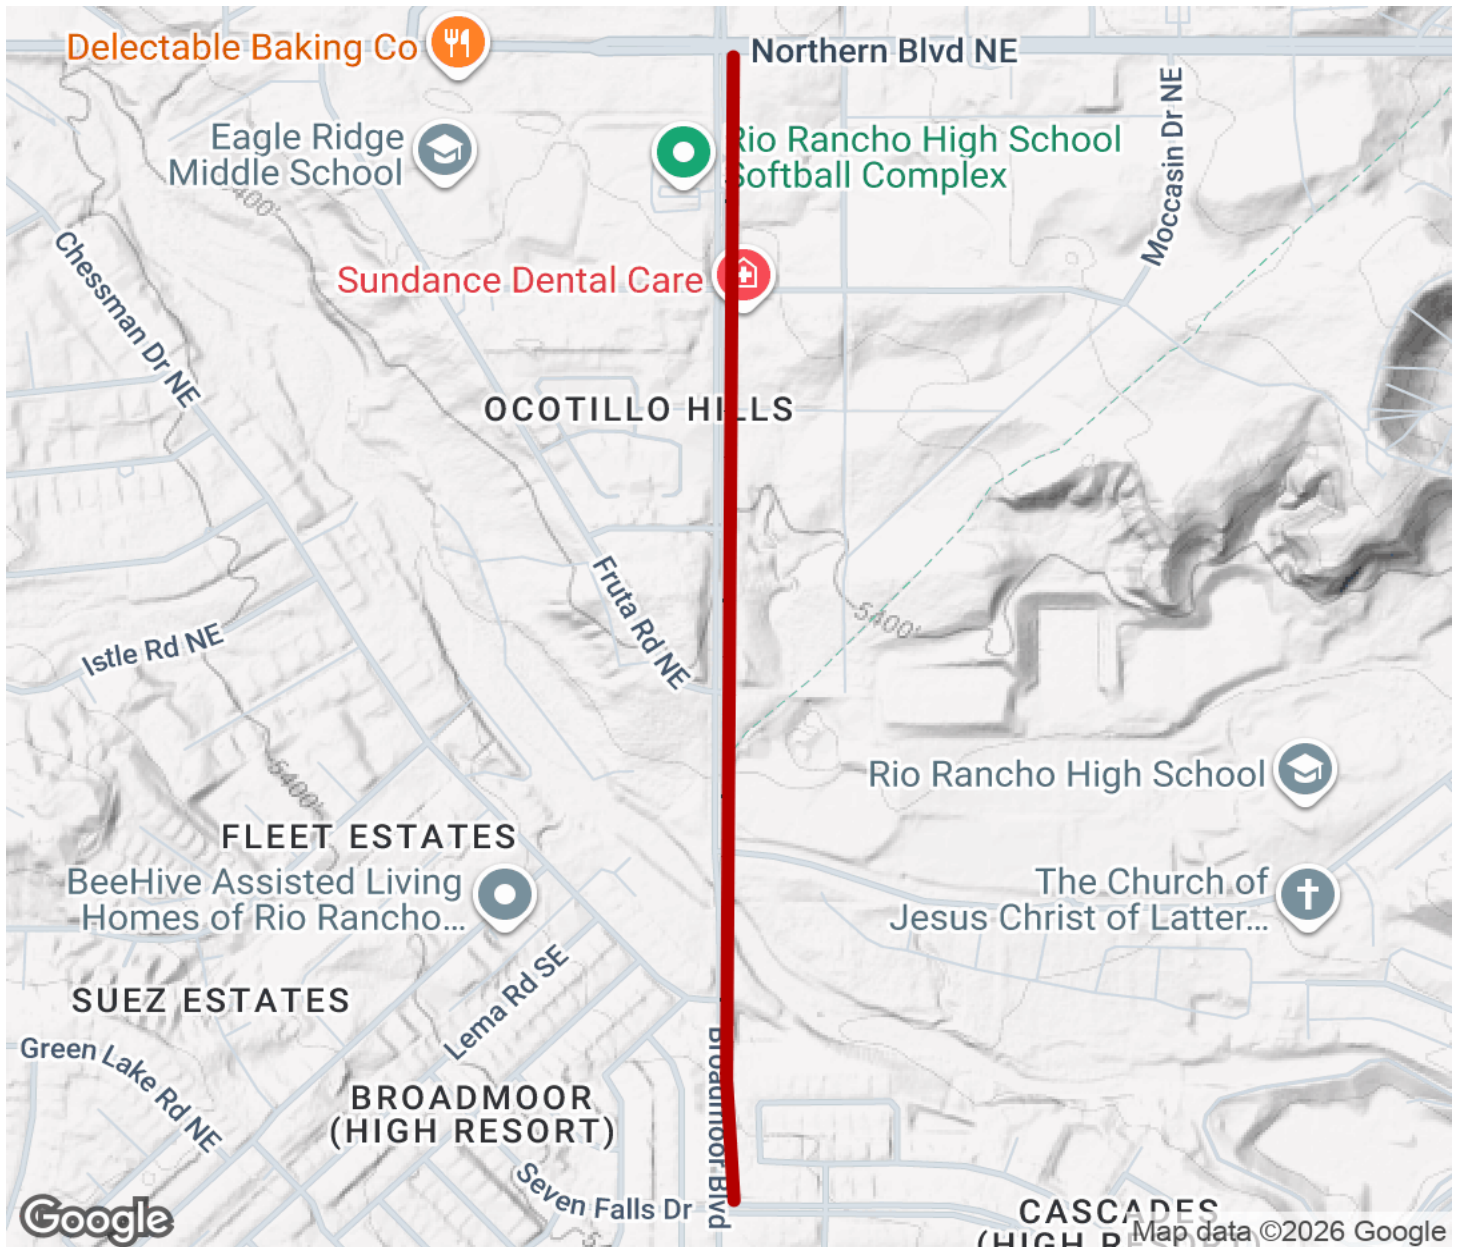 Delectable Baking Co
Northern Blvd NE
Eagle Ridge
Middle School
Rio Rancho High School
Softball Complex
Moccasin Dr NE
5400'
Chessman Dr NE
Sundance Dental Care
OCOTILLO HILLS
Fruta Rd NE
5400'
Istle Rd NE
5400'
Rio Rancho High School
FLEET ESTATES
BeeHive Assisted Living
Homes of Rio Rancho...
The Church of
Jesus Christ of Latter...
SUEZ ESTATES
Lema Rd SE
Green Lake Rd NE
BROADMOOR
(HIGH RESORT)
Broadmoor Blvd
Seven Falls Dr
CASCADES
(HIGH RESORT)
Google
Map data ©2026 Google